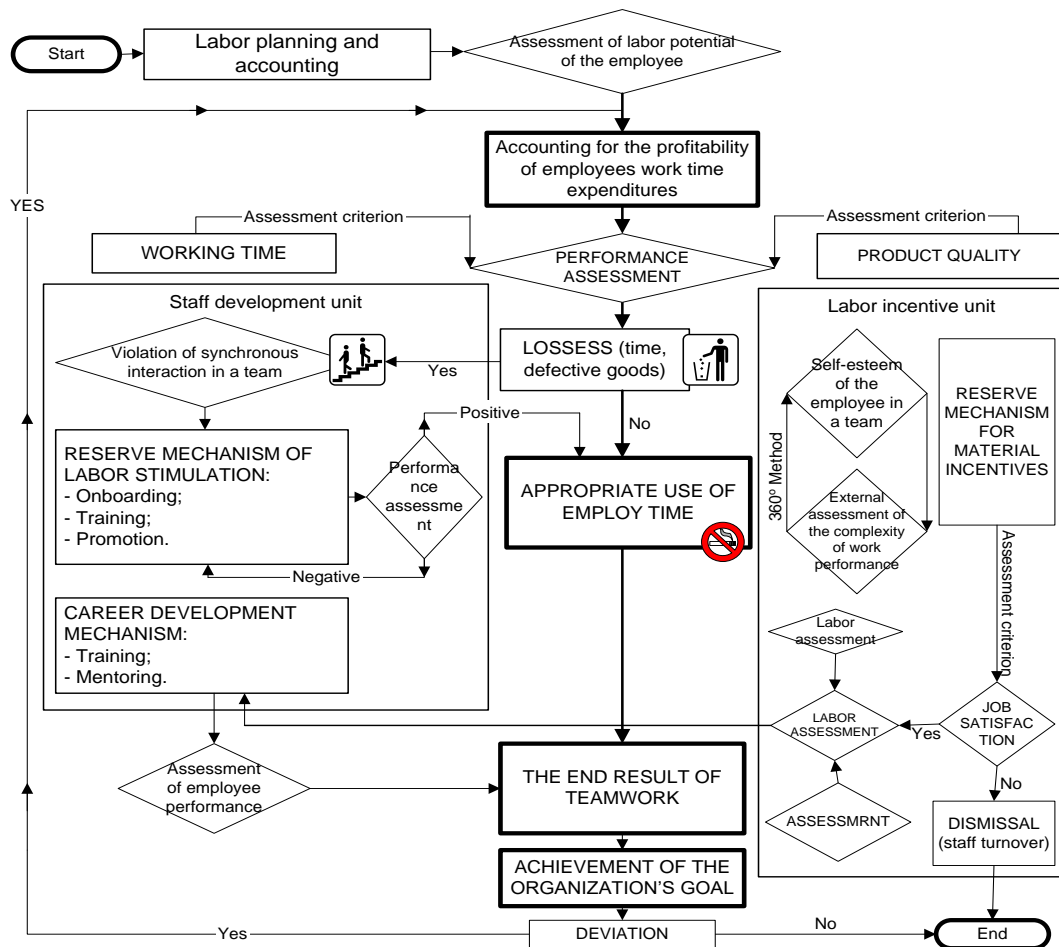 Start
Labor planning and
accounting
Assessment of labor potential
of the employee
Accounting for the profitability
of employees work time
expenditures
YES
Assessment criterion
Assessment criterion
WORKING TIME
PERFORMANCE
ASSESSMENT
PRODUCT QUALITY
Staff development unit
Violation of synchronous
interaction in a team
Yes
LOSSESS (time,
defective goods)
No
Positive
RESERVE MECHANISM OF
LABOR STIMULATION:
- Onboarding;
- Training;
- Promotion.
Performa
nce
assessme
nt
Negative
APPROPRIATE USE OF
EMPLOY TIME
CAREER DEVELOPMENT
MECHANISM:
- Training;
- Mentoring.
Assessment
of employee
performance
Labor incentive unit
Self-esteem
of the
employee in
a team
360º Method
External
assessment of
the complexity
of work
performance
RESERVE
MECHANISM
FOR
MATERIAL
INCENTIVES
Assessment criterion
Labor
assessment
LABOR
ASSESSMENT
Yes
JOB
SATISFAC
TION
No
ASSESSMRNT
DISMISSAL
(staff turnover)
THE END RESULT OF
TEAMWORK
ACHIEVEMENT OF THE
ORGANIZATION'S GOAL
Yes
DEVIATION
No
End